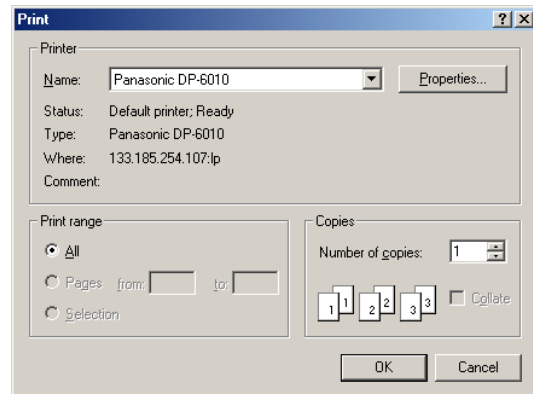 Print
Printer
Name: Panasonic DP-6010 Properties...
Status: Default printer; Ready
Type: Panasonic DP-6010
Where: 133.185.254.107:lp
Comment:
Print range
All
Pages from: to:
Selection
Copies
Number of copies: 1
1 1 2 2 3 3 Collate
OK Cancel